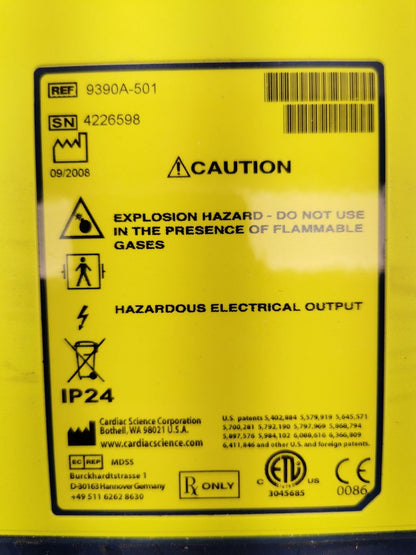 REF 9390A-501
SN 4226598
09/2008
CAUTION
EXPLOSION HAZARD - DO NOT USE
IN THE PRESENCE OF FLAMMABLE
GASES
HAZARDOUS ELECTRICAL OUTPUT
IP24
Cardiac Science Corporation
Bothell, WA 98021 U.S.A.
www.cardiacscience.com
U.S. patents 5,402,884 5,579,919 5,645,571
5,700,281 5,792,190 5,797,969 5,868,794
5,897,576 5,984,102 6,088,616 6,366,809
6,411,846 and other U.S. and foreign patents.
EC REP MDSS
Burckhardtstrasse 1
D-30163 Hannover Germany
+49 511 6262 8630
Rx ONLY
C ETL US
3045685
CE
0086